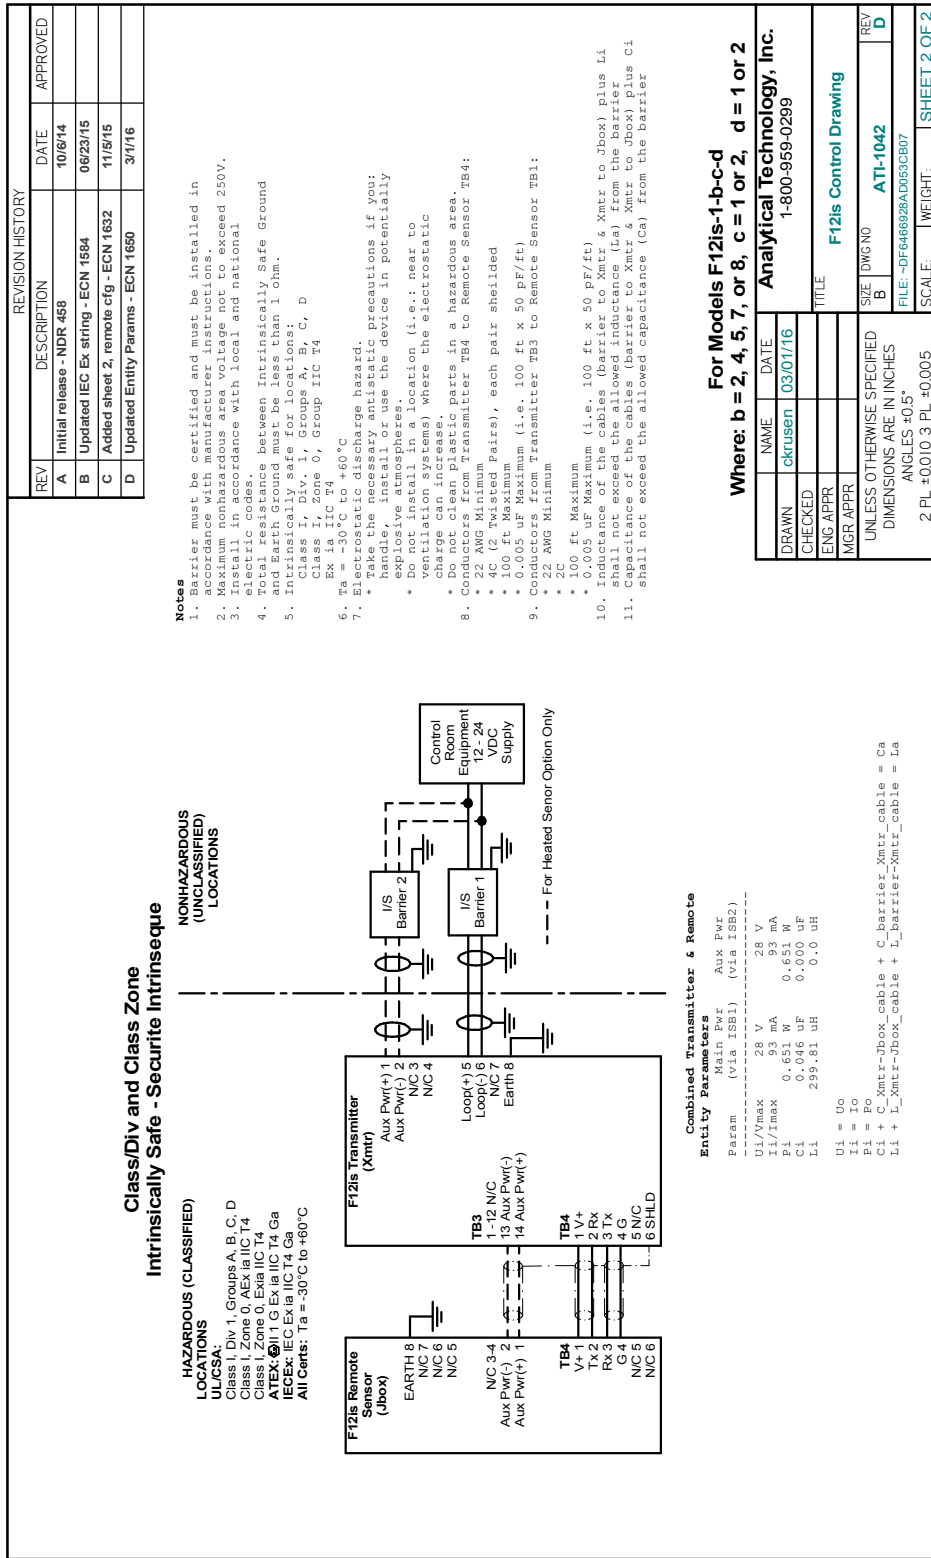 REVISION HISTORY
REV DESCRIPTION DATE APPROVED
A Initial release - NDR 458 10/6/14
B Updated IEC Ex string - ECN 1584 06/23/15
C Added sheet 2, remote cfg - ECN 1632 11/5/15
D Updated Entity Params - ECN 1650 3/1/16
Class/Div and Class Zone
Intrinsically Safe - Securite Intrinseque
HAZARDOUS (CLASSIFIED)
LOCATIONS
UL/CSA:
Class I, Div 1, Groups A, B, C, D
Class I, Zone 0, AEx ia IIC T4
Class I, Zone 0, Exia IIC T4
ATEX: II 1 G Ex ia IIC T4 Ga
IECEx: IEC Ex ia IIC T4 Ga
All Certs: Ta = -30°C to +60°C
NONHAZARDOUS
(UNCLASSIFIED)
LOCATIONS
F12is Remote
Sensor
(Jbox)
EARTH 8
N/C 7
N/C 6
N/C 5
N/C 3-4
Aux Pwr(-) 2
Aux Pwr(+) 1
TB4
V+ 1
Tx 2
Rx 3
G 4
N/C 5
N/C 6
F12is Transmitter
(Xmtr)
Aux Pwr(+) 1
Aux Pwr(-) 2
N/C 3
N/C 4
Loop(+) 5
Loop(-) 6
N/C 7
Earth 8
TB3
1 -12 N/C
13 Aux Pwr(-)
14 Aux Pwr(+)
TB4
1 V+
2 Rx
3 Tx
4 G
5 N/C
6 SHLD
I/S
Barrier 2
I/S
Barrier 1
Control
Room
Equipment
12 - 24
VDC
Supply
For Heated Senor Option Only
Combined Transmitter & Remote
Entity Parameters
Main Pwr Aux Pwr
Param (via ISB1) (via ISB2)
Ui/Vmax 28 V 28 V
Ii/Imax 93 mA 93 mA
Pi 0.651 W 0.651 W
Ci 0.046 uF 0.000 uF
Li 299.81 uH 0.0 uH
Ui = Uo
Ii = Io
Pi = Po
Ci + C_Xmtr-Jbox_cable + C_barrier_Xmtr_cable = Ca
Li + L_Xmtr-Jbox_cable + L_barrier-Xmtr_cable = La
Notes
1. Barrier must be certified and must be installed in
accordance with manufacturer instructions.
2. Maximum nonhazardous area voltage not to exceed 250V.
3. Install in accordance with local and national
electric codes.
4. Total resistance between Intrinsically Safe Ground
and Earth Ground must be less than 1 ohm.
5. Intrinsically safe for locations:
Class I, Div. 1, Groups A, B, C, D
Class I, Zone 0, Group IIC T4
Ex ia IIC T4
6. Ta = -30°C to +60°C
7. Electrostatic discharge hazard.
* Take the necessary antistatic precautions if you:
handle, install or use the device in potentially
explosive atmospheres.
* Do not install in a location (i.e.: near to
ventilation systems) where the electrostatic
charge can increase.
* Do not clean plastic parts in a hazardous area.
8. Conductors from Transmitter TB4 to Remote Sensor TB4:
* 22 AWG Minimum
* 4C (2 Twisted Pairs), each pair sheilded
* 100 ft Maximum
* 0.005 uF Maximum (i.e. 100 ft x 50 pF/ft)
9. Conductors from Transmitter TB3 to Remote Sensor TB1:
* 22 AWG Minimum
* 2C
* 100 ft Maximum
* 0.005 uF Maximum (i.e. 100 ft x 50 pF/ft)
10. Inductance of the cables (barrier to Xmtr & Xmtr to Jbox) plus Li
shall not exceed the allowed inductance (La) from the barrier
11. Capacitance of the cables (barrier to Xmtr & Xmtr to Jbox) plus Ci
shall not exceed the allowed capacitance (Ca) from the barrier
For Models F12is-1-b-c-d
Where: b = 2, 4, 5, 7, or 8, c = 1 or 2, d = 1 or 2
NAME DATE
DRAWN ckrusen 03/01/16
CHECKED
ENG APPR
MGR APPR
UNLESS OTHERWISE SPECIFIED
DIMENSIONS ARE IN INCHES
ANGLES ±0.5°
2 PL ±0.010 3 PL ±0.005
Analytical Technology, Inc.
1-800-959-0299
TITLE
F12is Control Drawing
SIZE
B
DWG NO
ATI-1042
REV
D
FILE: ~DF6466928AD053CB07
SCALE: WEIGHT: SHEET 2 OF 2